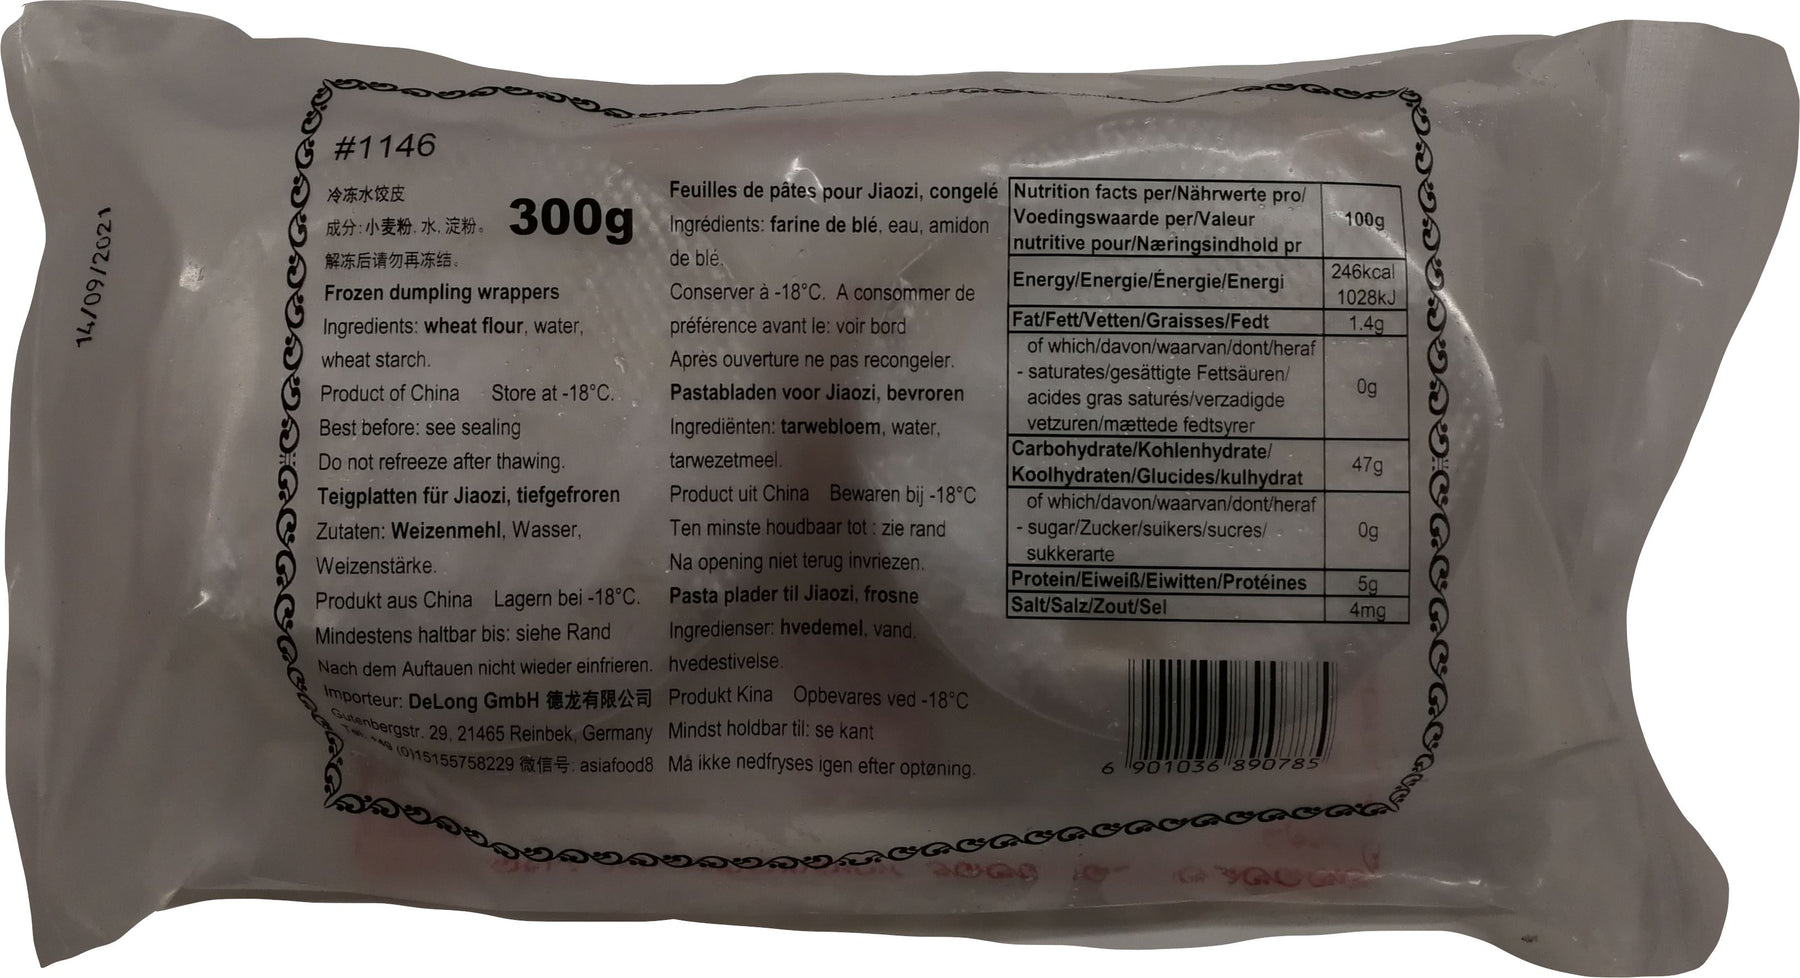 14/09/2021
#1146
冷冻水饺皮
成分:小麦粉, 水, 淀粉。
300g
解冻后请勿再冻结。
Frozen dumpling wrappers
Ingredients: wheat flour, water,
wheat starch.
Product of China Store at -18°C.
Best before: see sealing
Do not refreeze after thawing.
Teigplatten für Jiaozi, tiefgefroren
Zutaten: Weizenmehl, Wasser,
Weizenstärke.
Produkt aus China Lagern bei -18°C.
Mindestens haltbar bis: siehe Rand
Nach dem Auftauen nicht wieder einfrieren.
Importeur: DeLong GmbH 德龙有限公司
Gutenbergstr. 29, 21465 Reinbek, Germany
Tel: +49 (0)15155758229 微信号: asiafood8
Feuilles de pâtes pour Jiaozi, congelé
Ingrédients: farine de blé, eau, amidon
de blé.
Conserver à -18°C. A consommer de
préférence avant le: voir bord
Après ouverture ne pas recongeler.
Pastabladen voor Jiaozi, bevroren
Ingrediënten: tarwebloem, water,
tarwezetmeel.
Product uit China Bewaren bij -18°C
Ten minste houdbaar tot : zie rand
Na opening niet terug invriezen.
Pasta plader til Jiaozi, frosne
Ingredienser: hvedemel, vand,
hvedestivelse.
Produkt Kina Opbevares ved -18°C
Mindst holdbar til: se kant
Må ikke nedfryses igen efter optøning.
Nutrition facts per/Nährwerte pro/
Voedingswaarde per/Valeur
nutritive pour/Næringsindhold pr
100g
Energy/Energie/Énergie/Energi
246kcal
1028kJ
Fat/Fett/Vetten/Graisses/Fedt
1.4g
of which/davon/waarvan/dont/heraf
- saturates/gesättigte Fettsäuren/
acides gras saturés/verzadigde
vetzuren/mættede fedtsyrer
0g
Carbohydrate/Kohlenhydrate/
Koolhydraten/Glucides/kulhydrat
47g
of which/davon/waarvan/dont/heraf
- sugar/Zucker/suikers/sucres/
sukkerarte
0g
Protein/Eiweiß/Eiwitten/Protéines
5g
Salt/Salz/Zout/Sel
4mg
6 901036 890785